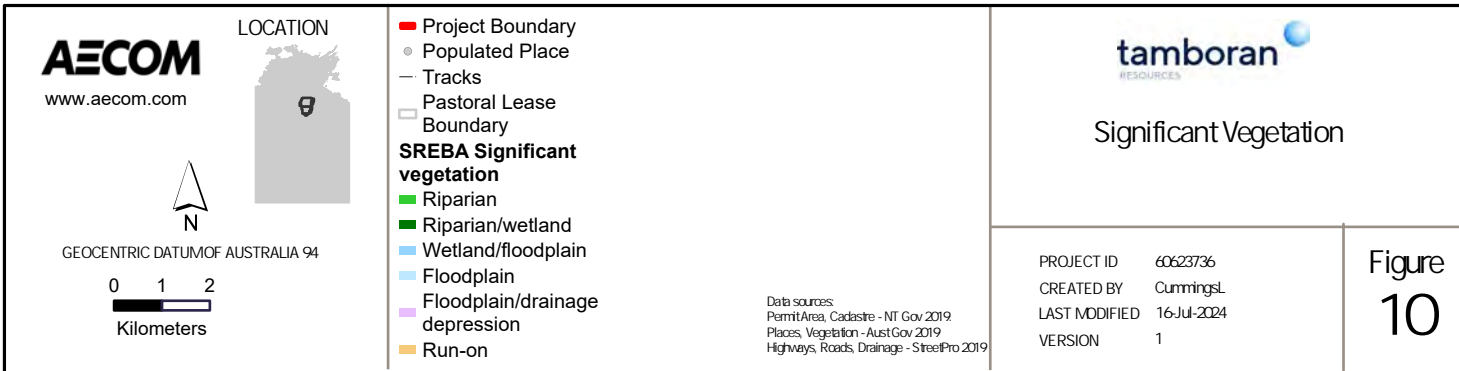 AECOM
www.aecom.com
LOCATION
N
GEOCENTRIC DATUM OF AUSTRALIA 94
0 1 2
Kilometers
Project Boundary
Populated Place
Tracks
Pastoral Lease
Boundary
SREBA Significant
vegetation
Riparian
Riparian/wetland
Wetland/floodplain
Floodplain
Floodplain/drainage
depression
Run-on
Data sources:
Permit Area, Cadastre - NT Gov 2019.
Places, Vegetation - Aust Gov 2019
Highways, Roads, Drainage - StreetPro 2019
tamboran
RESOURCES
Significant Vegetation
PROJECT ID 60623736
CREATED BY CummingsL
LAST MODIFIED 16-Jul-2024
VERSION 1
Figure
10